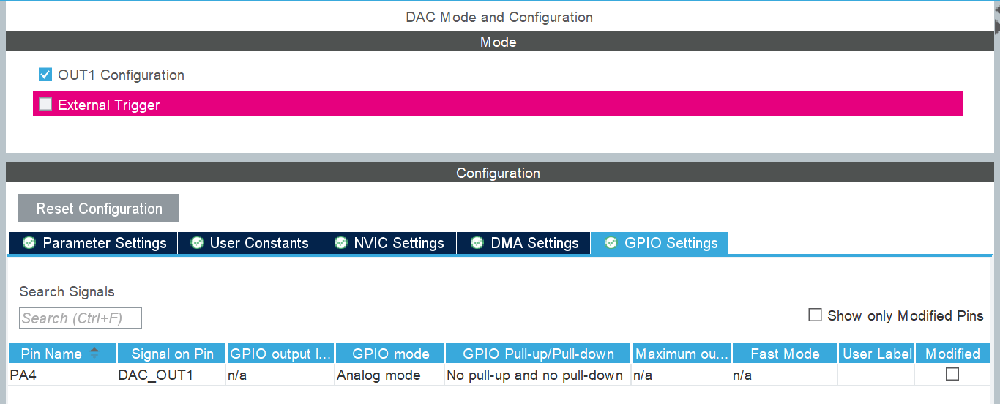 DAC Mode and Configuration
Mode
OUT1 Configuration
External Trigger
Configuration
Reset Configuration
Parameter Settings User Constants NVIC Settings DMA Settings GPIO Settings
Search Signals
Search (Ctrl+F)
Show only Modified Pins
Pin Name Signal on Pin GPIO output l... GPIO mode GPIO Pull-up/Pull-down Maximum ou... Fast Mode User Label Modified
PA4 DAC_OUT1 n/a Analog mode No pull-up and no pull-down n/a n/a